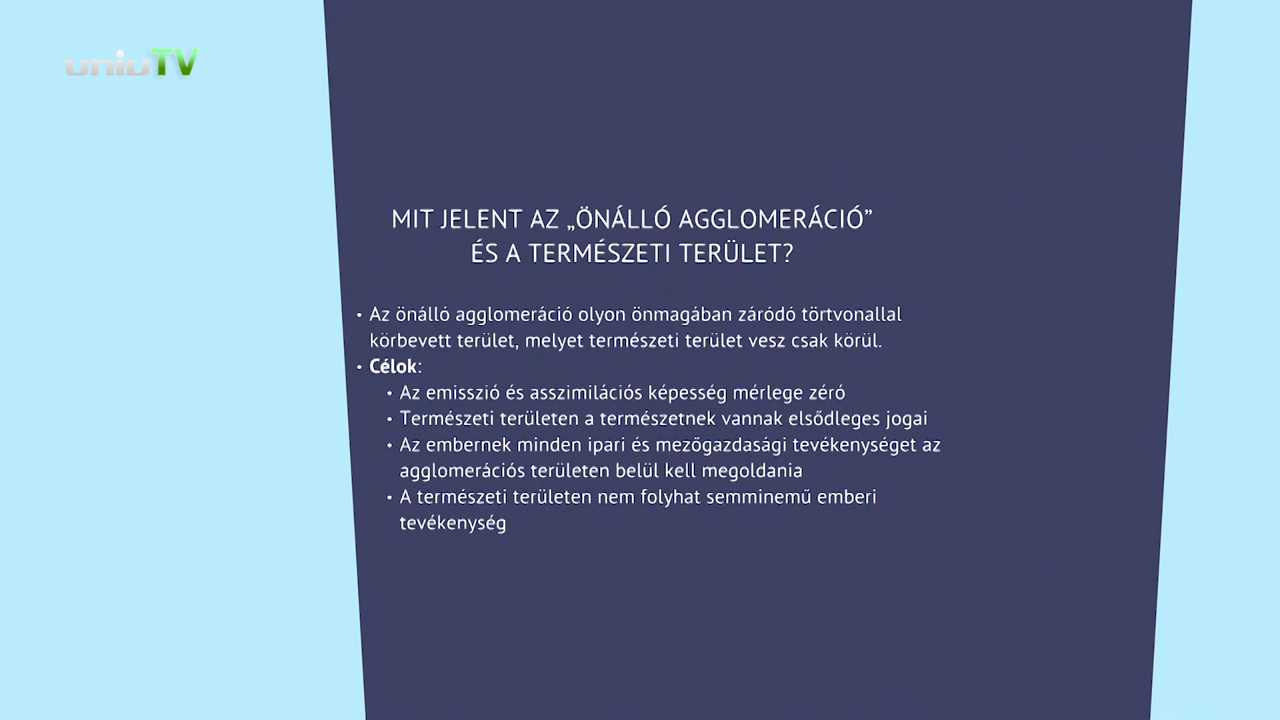 univTV
MIT JELENT AZ „ÖNÁLLÓ AGGLOMERÁCIÓ”
ÉS A TERMÉSZETI TERÜLET?
• Az önálló agglomeráció olyon önmagában záródó törtvonallal
körbevett terület, melyet természeti terület vesz csak körül.
• Célok:
• Az emisszió és asszimilációs képesség mérlege zéró
• Természeti területen a természetnek vannak elsődleges jogai
• Az embernek minden ipari és mezőgazdasági tevékenységet az
agglomerációs területen belül kell megoldania
• A természeti területen nem folyhat semminemű emberi
tevékenység